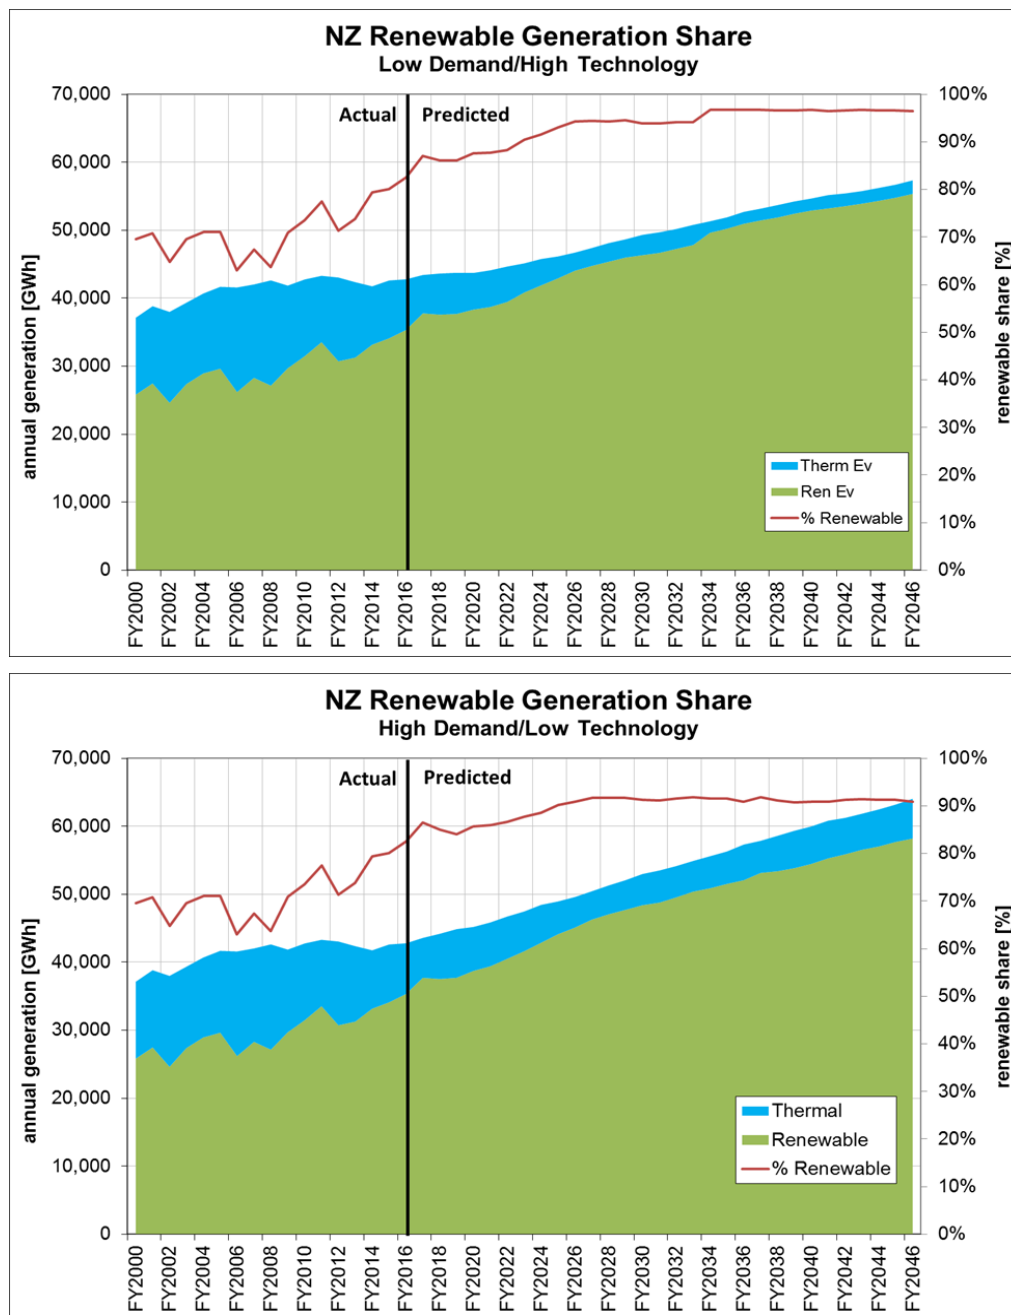 NZ Renewable Generation Share
Low Demand/High Technology
Actual
Predicted
annual generation [GWh]
70,000
60,000
50,000
40,000
30,000
20,000
10,000
0
100%
90%
80%
70%
60%
50%
40%
30%
20%
10%
0%
renewable share [%]
Therm Ev
Ren Ev
% Renewable
FY2000
FY2002
FY2004
FY2006
FY2008
FY2010
FY2012
FY2014
FY2016
FY2018
FY2020
FY2022
FY2024
FY2026
FY2028
FY2030
FY2032
FY2034
FY2036
FY2038
FY2040
FY2042
FY2044
FY2046
NZ Renewable Generation Share
High Demand/Low Technology
Actual
Predicted
annual generation [GWh]
70,000
60,000
50,000
40,000
30,000
20,000
10,000
0
100%
90%
80%
70%
60%
50%
40%
30%
20%
10%
0%
renewable share [%]
Thermal
Renewable
% Renewable
FY2000
FY2002
FY2004
FY2006
FY2008
FY2010
FY2012
FY2014
FY2016
FY2018
FY2020
FY2022
FY2024
FY2026
FY2028
FY2030
FY2032
FY2034
FY2036
FY2038
FY2040
FY2042
FY2044
FY2046